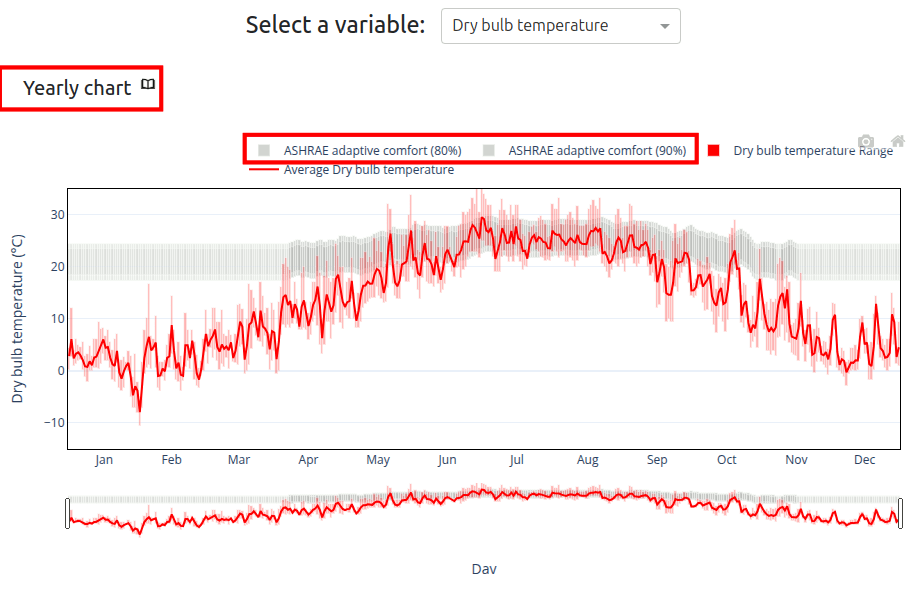 Select a variable: Dry bulb temperature
Yearly chart
ASHRAE adaptive comfort (80%) ASHRAE adaptive comfort (90%) Dry bulb temperature Range
Average Dry bulb temperature
Dry bulb temperature (°C)
30
20
10
0
−10
Jan Feb Mar Apr May Jun Jul Aug Sep Oct Nov Dec
Day